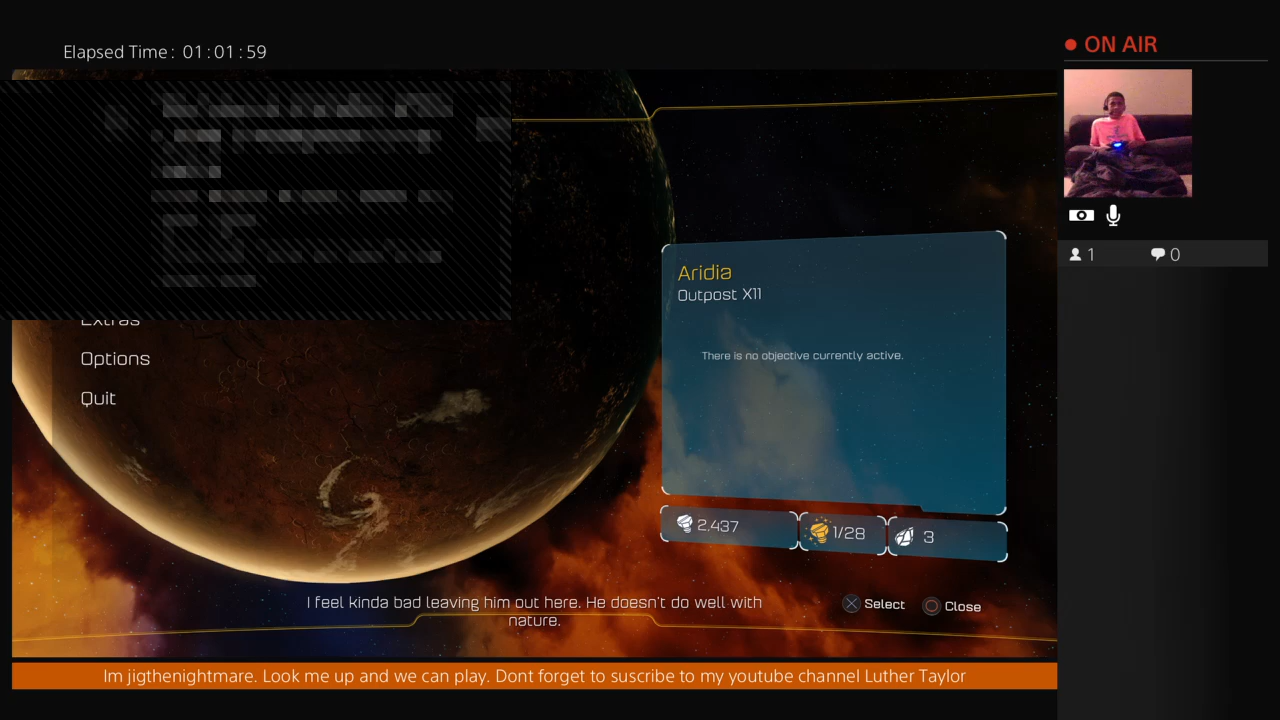 Elapsed Time: 01:01:59
ON AIR
1 0
Extras
Options
Quit
Aridia
Outpost X11
There is no objective currently active.
2,437 1/28 3
I feel kinda bad leaving him out here. He doesn't do well with
nature.
Select Close
Im jigthenightmare. Look me up and we can play. Dont forget to suscribe to my youtube channel Luther Taylor